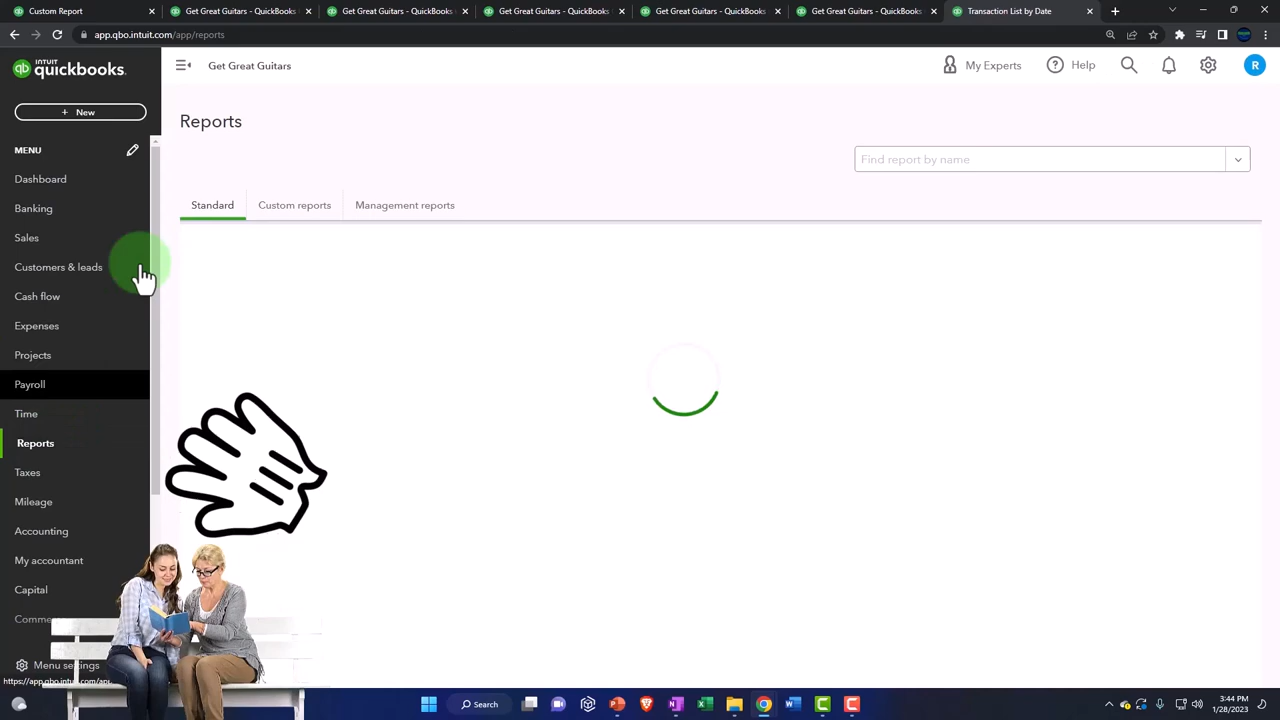 Custom Report
Get Great Guitars - QuickBooks
Get Great Guitars - QuickBooks
Get Great Guitars - QuickBooks
Get Great Guitars - QuickBooks
Get Great Guitars - QuickBooks
Transaction List by Date
app.qbo.intuit.com/app/reports
INTUIT
quickbooks.
Get Great Guitars
My Experts
Help
R
+ New
Reports
MENU
Find report by name
Dashboard
Banking
Standard
Custom reports
Management reports
Sales
Customers & leads
Cash flow
Expenses
Projects
Payroll
Time
Reports
Taxes
Mileage
Accounting
My accountant
Capital
Menu settings
Search
3:44 PM
1/28/2023